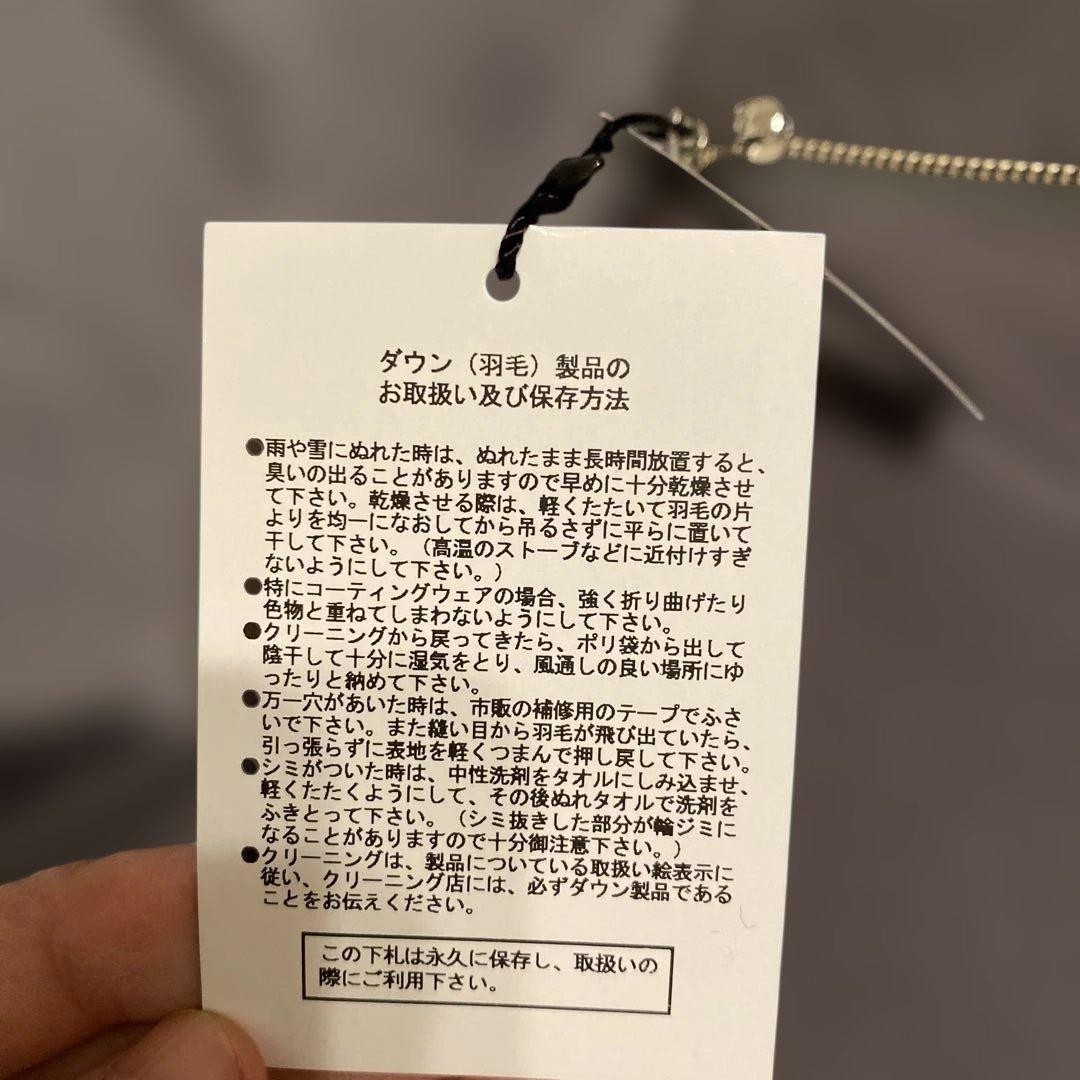 ダウン（羽毛）製品の
お取扱い及び保存方法
●雨や雪にぬれた時は、ぬれたまま長時間放置すると、
臭いの出ることがありますので早めに十分乾燥させ
て下さい。乾燥させる際は、軽くたたいて羽毛の片
よりを均一になおしてから吊るさずに平らに置いて
干して下さい。（高温のストーブなどに近付けすぎ
ないようにして下さい。）
●特にコーティングウェアの場合、強く折り曲げたり
色物と重ねてしまわないようにして下さい。
●クリーニングから戻ってきたら、ポリ袋から出して
陰干して十分に湿気をとり、風通しの良い場所にゆ
ったりと納めて下さい。
●万一穴があいた時は、市販の補修用のテープでふさ
いで下さい。また縫い目から羽毛が飛び出ていたら、
引っ張らずに表地を軽くつまんで押し戻して下さい。
●シミがついた時は、中性洗剤をタオルにしみ込ませ、
軽くたたくようにして、その後ぬれタオルで洗剤を
ふきとって下さい。（シミ抜きした部分が輪ジミに
なることがありますので十分御注意下さい。）
●クリーニングは、製品についている取扱い絵表示に
従い、クリーニング店には、必ずダウン製品である
ことをお伝えください。
この下札は永久に保存し、取扱いの
際にご利用下さい。